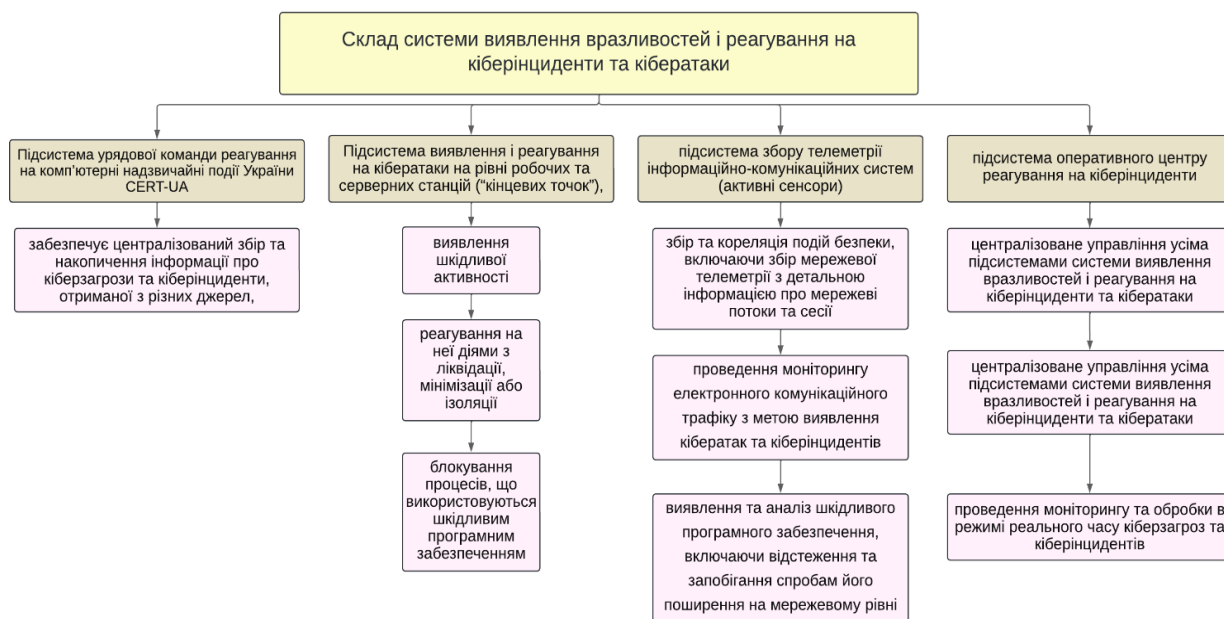 Склад системи виявлення вразливостей і реагування на
кіберінциденти та кібератаки
Підсистема урядової команди реагування
на комп'ютерні надзвичайні події України
CERT-UA
забезпечує централізований збір та
накопичення інформації про
кіберзагрози та кіберінциденти,
отриманої з різних джерел,
Підсистема виявлення і реагування
на кібератаки на рівні робочих та
серверних станцій (“кінцевих точок”),
виявлення
шкідливої
активності
реагування на
неї діями з
ліквідації,
мінімізації або
ізоляції
блокування
процесів, що
використовуються
шкідливим
програмним
забезпеченням
підсистема збору телеметрії
інформаційно-комунікаційних систем
(активні сенсори)
збір та кореляція подій безпеки,
включаючи збір мережевої
телеметрії з детальною
інформацією про мережеві
потоки та сесії
проведення моніторингу
електронного комунікаційного
трафіку з метою виявлення
кібератак та кіберінцидентів
виявлення та аналіз шкідливого
програмного забезпечення,
включаючи відстеження та
запобігання спробам його
поширення на мережевому рівні
підсистема оперативного центру
реагування на кіберінциденти
централізоване управління усіма
підсистемами системи виявлення
вразливостей і реагування на
кіберінциденти та кібератаки
централізоване управління усіма
підсистемами системи виявлення
вразливостей і реагування на
кіберінциденти та кібератаки
проведення моніторингу та обробки в
режимі реального часу кіберзагроз та
кіберінцидентів